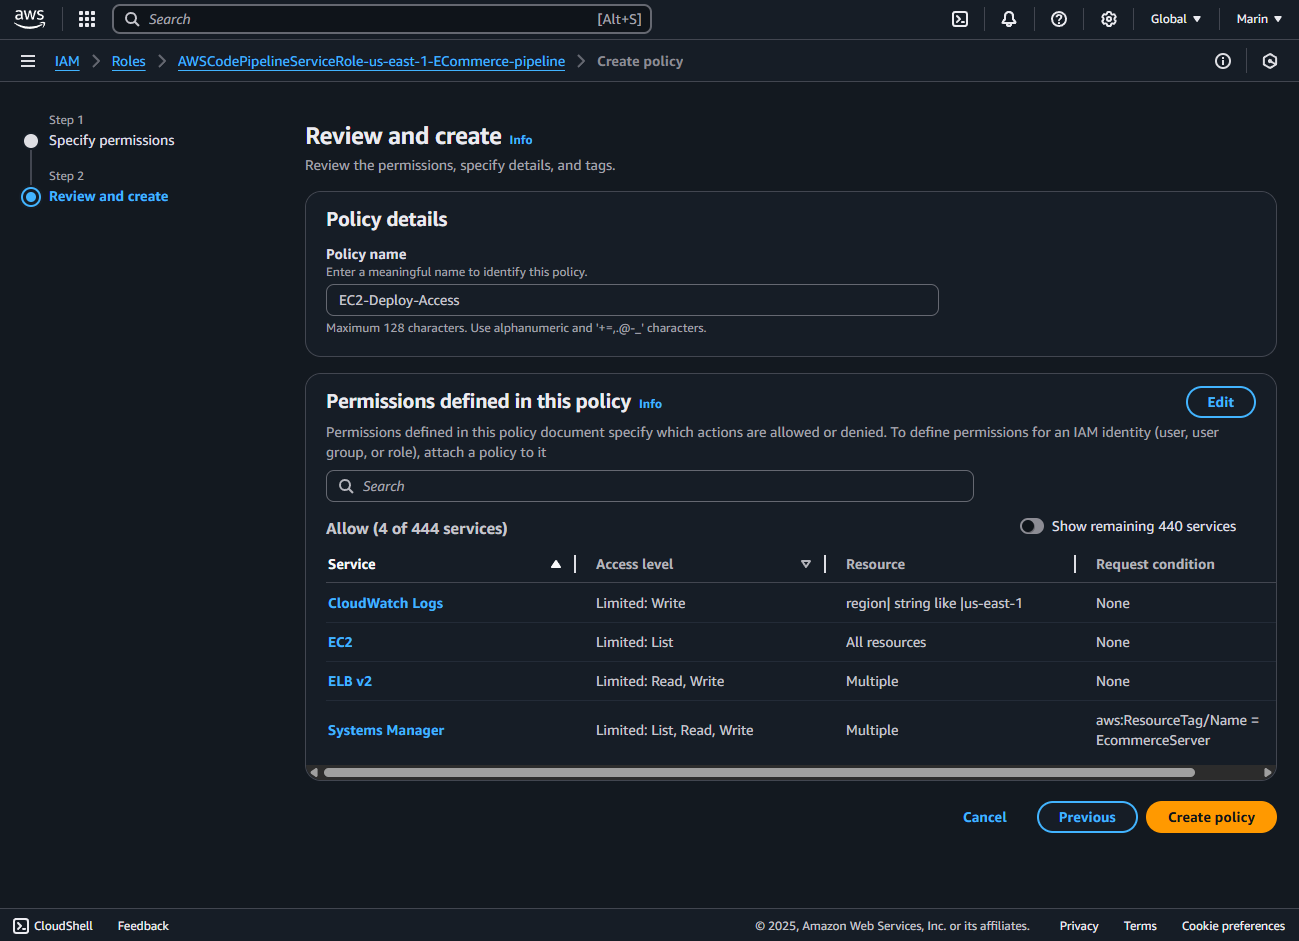 aws
Search
[Alt+S]
Global
Marin
IAM
Roles
AWSCodePipelineServiceRole-us-east-1-ECommerce-pipeline
Create policy
Step 1
Specify permissions
Step 2
Review and create
Review and create Info
Review the permissions, specify details, and tags.
Policy details
Policy name
Enter a meaningful name to identify this policy.
EC2-Deploy-Access
Maximum 128 characters. Use alphanumeric and '+=,.@-_' characters.
Permissions defined in this policy Info
Edit
Permissions defined in this policy document specify which actions are allowed or denied. To define permissions for an IAM identity (user, user
group, or role), attach a policy to it
Search
Allow (4 of 444 services)
Show remaining 440 services
Service Access level Resource Request condition
CloudWatch Logs Limited: Write region| string like |us-east-1 None
EC2 Limited: List All resources None
ELB v2 Limited: Read, Write Multiple None
Systems Manager Limited: List, Read, Write Multiple aws:ResourceTag/Name =
EcommerceServer
Cancel
Previous
Create policy
CloudShell
Feedback
© 2025, Amazon Web Services, Inc. or its affiliates.
Privacy
Terms
Cookie preferences